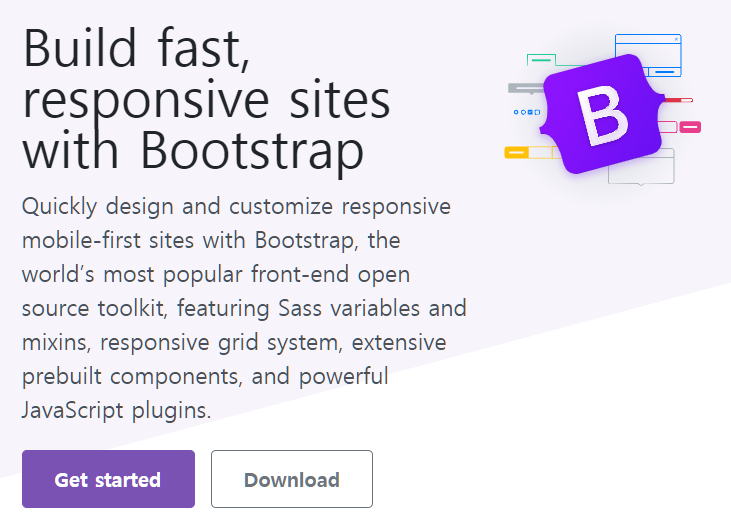 Build fast,
responsive sites
with Bootstrap
B
Quickly design and customize responsive
mobile-first sites with Bootstrap, the
world’s most popular front-end open
source toolkit, featuring Sass variables and
mixins, responsive grid system, extensive
prebuilt components, and powerful
JavaScript plugins.
Get started
Download